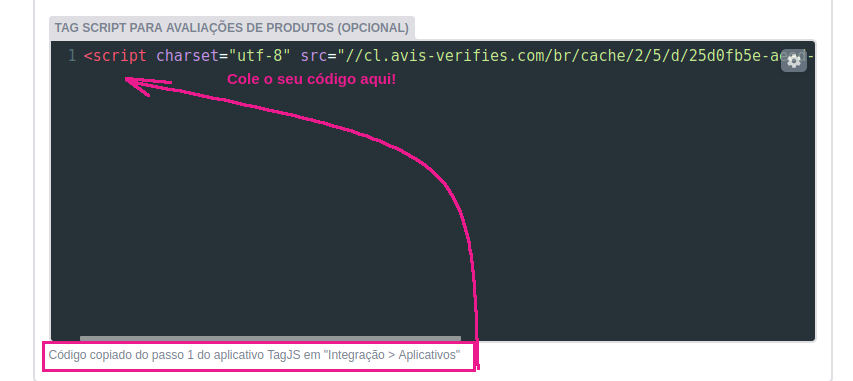 TAG SCRIPT PARA AVALIAÇÕES DE PRODUTOS (OPCIONAL)
1 <script charset="utf-8" src="//cl.avis-verifies.com/br/cache/2/5/d/25d0fb5e-ae
Cole o seu código aqui!
Código copiado do passo 1 do aplicativo TagJS em "Integração > Aplicativos"